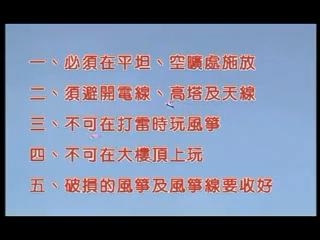 一、必須在平坦、空曠處施放
二、須避開電線、高塔及天線
三、不可在打雷時玩風箏
四、不可在大樓頂上玩
五、破損的風箏及風箏線要收好